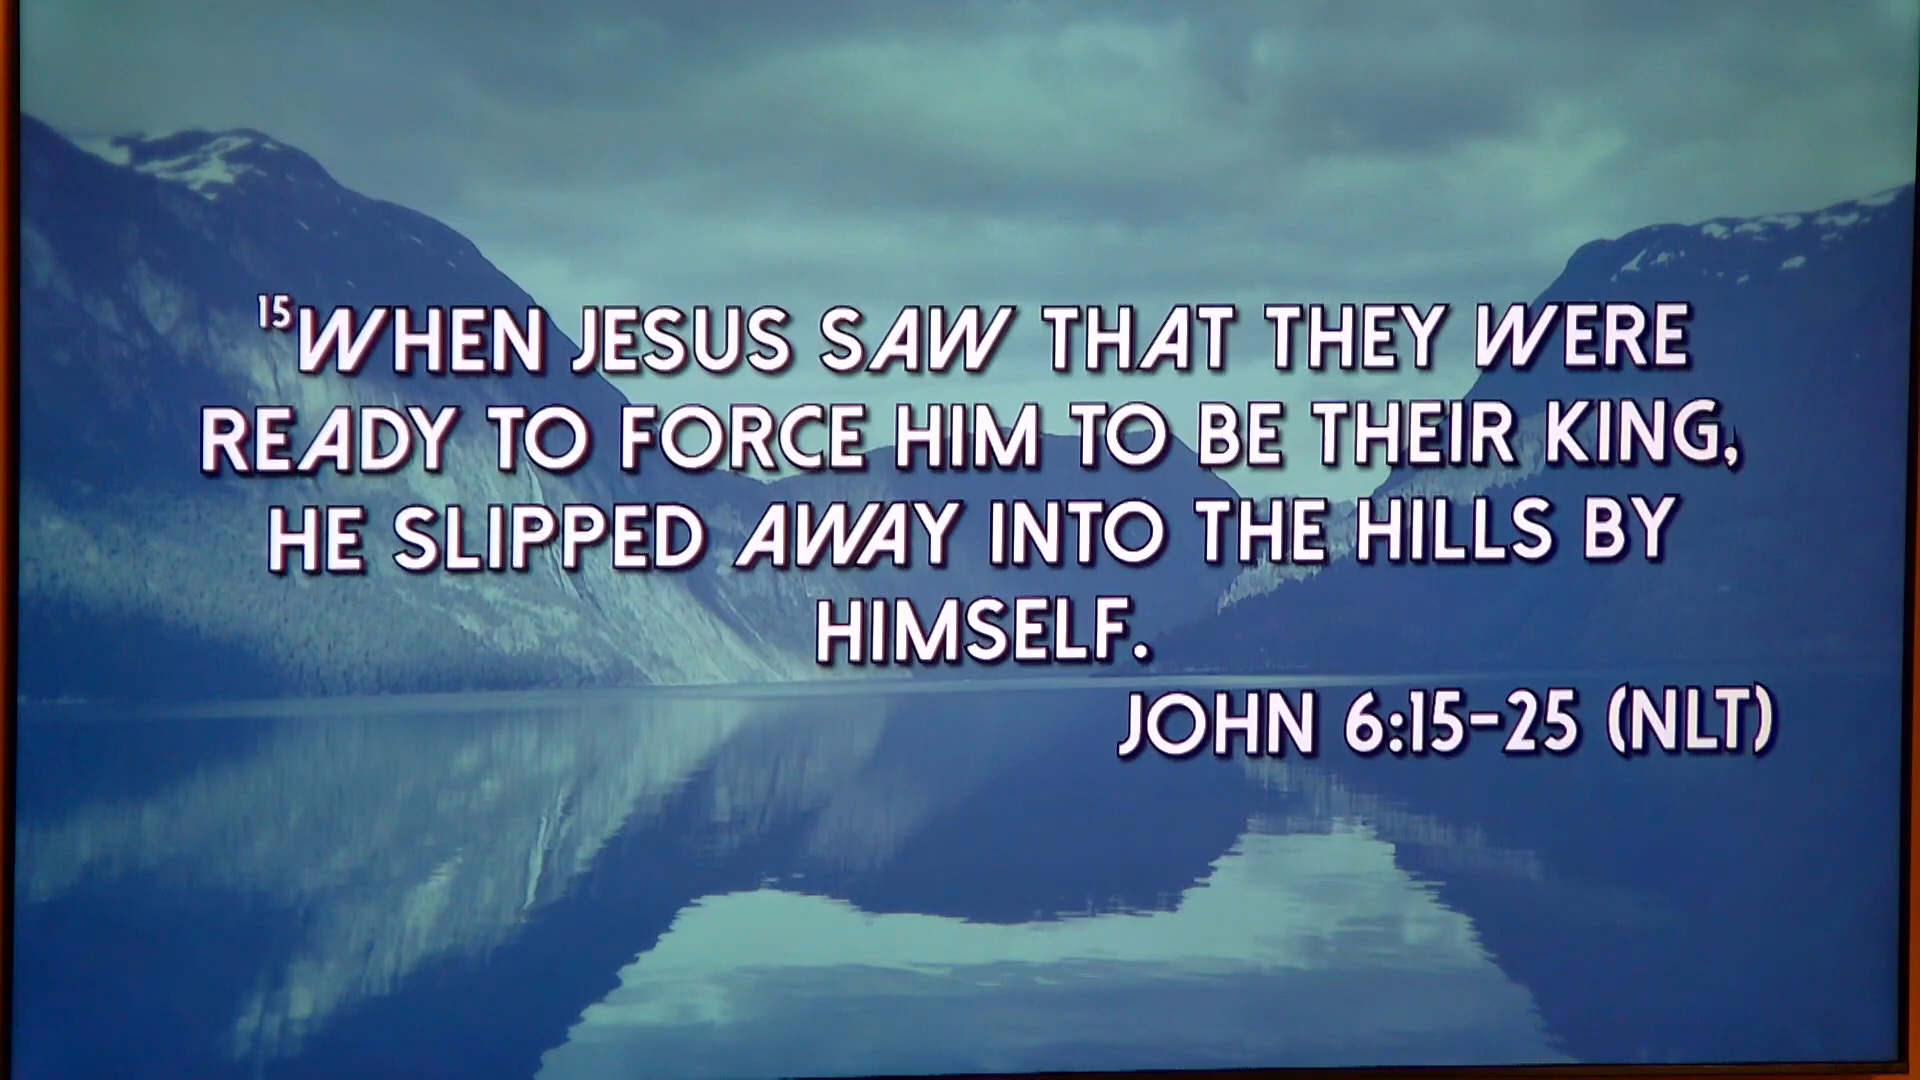 15WHEN JESUS SAW THAT THEY WERE
READY TO FORCE HIM TO BE THEIR KING,
HE SLIPPED AWAY INTO THE HILLS BY
HIMSELF.
JOHN 6:15-25 (NLT)